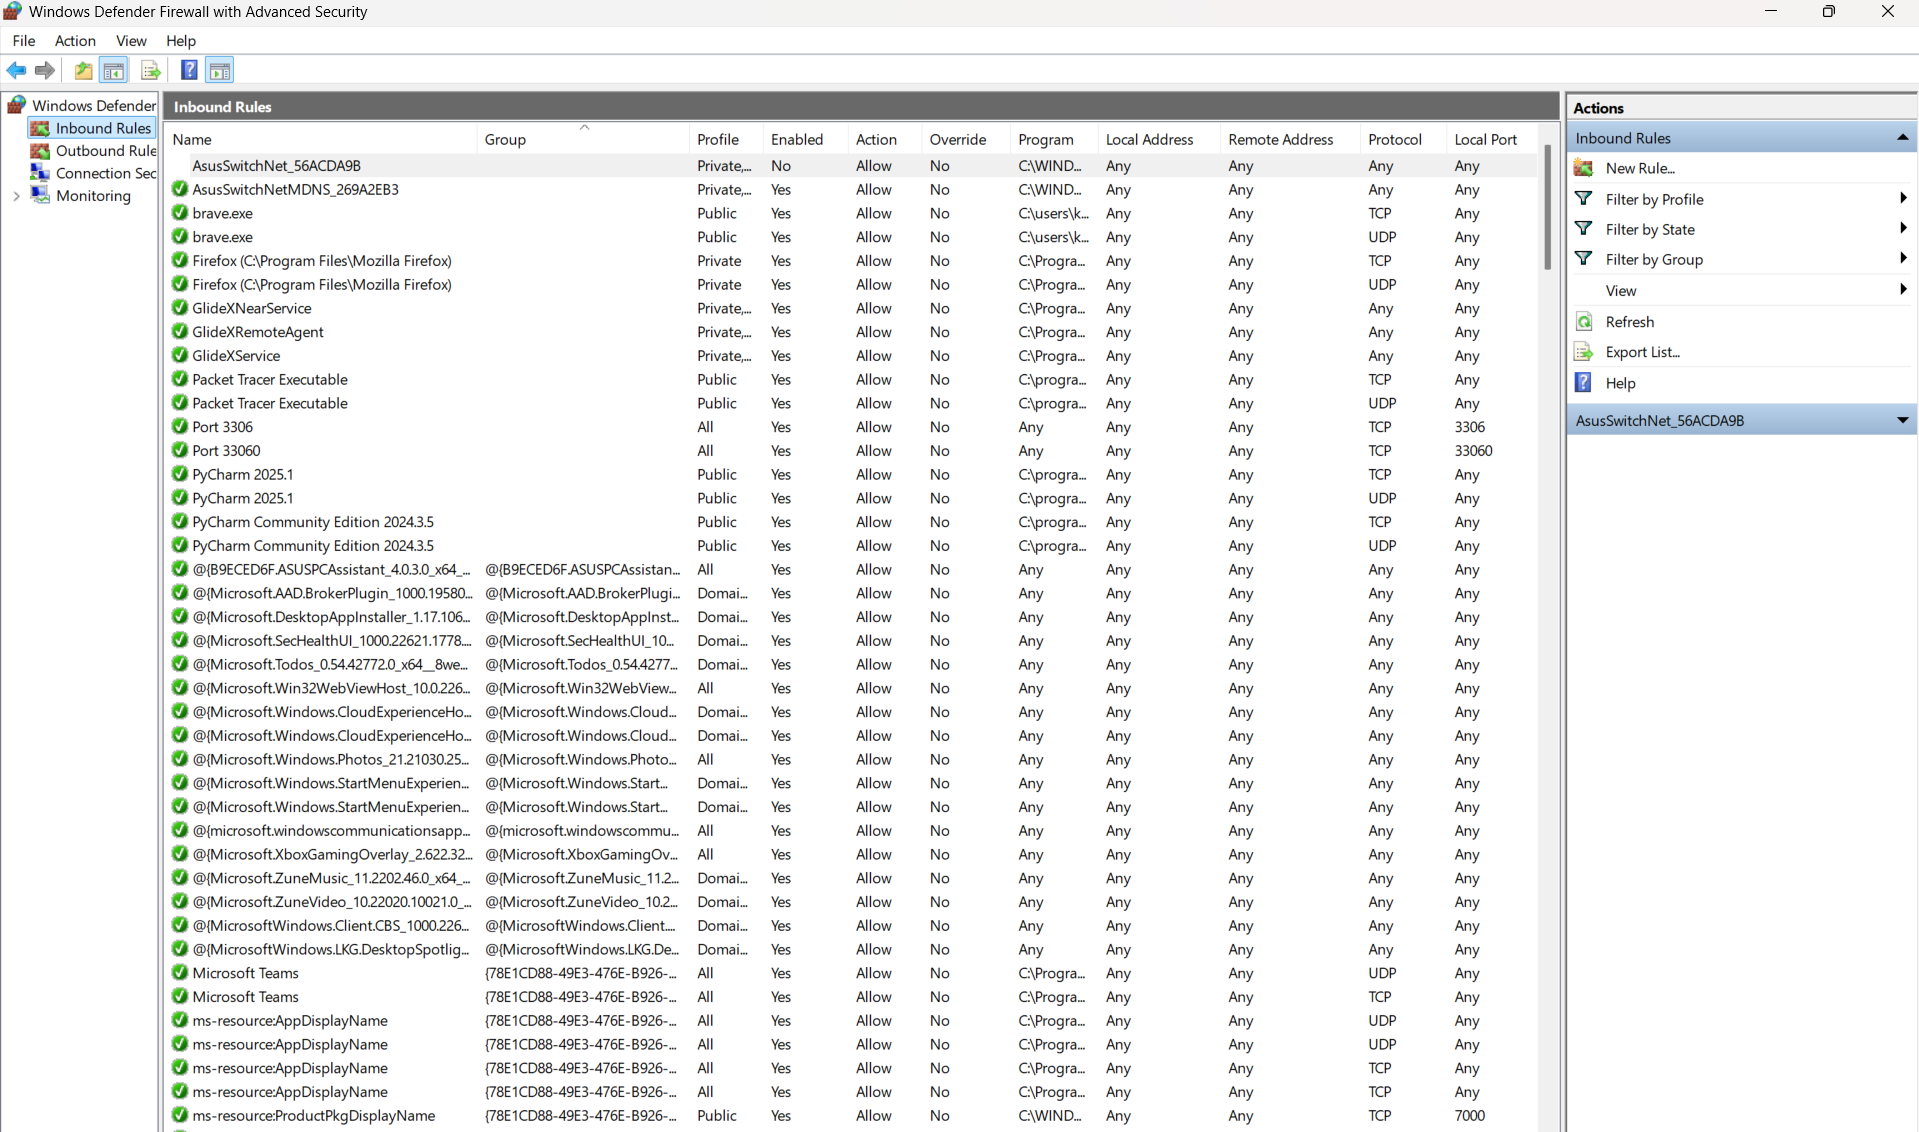 Windows Defender Firewall with Advanced Security
File Action View Help
Windows Defender
Inbound Rules
Outbound Rule
Connection Sec
Monitoring
Inbound Rules
Name Group Profile Enabled Action Override Program Local Address Remote Address Protocol Local Port
AsusSwitchNet_56ACDA9B Private,... No Allow No C:\WIND... Any Any Any Any
AsusSwitchNetMDNS_269A2EB3 Private,... Yes Allow No C:\WIND... Any Any Any Any
brave.exe Public Yes Allow No C:\users\k... Any Any TCP Any
brave.exe Public Yes Allow No C:\users\k... Any Any UDP Any
Firefox (C:\Program Files\Mozilla Firefox) Private Yes Allow No C:\Progra... Any Any TCP Any
Firefox (C:\Program Files\Mozilla Firefox) Private Yes Allow No C:\Progra... Any Any UDP Any
GlideXNearService Private,... Yes Allow No C:\Progra... Any Any Any Any
GlideXRemoteAgent Private,... Yes Allow No C:\Progra... Any Any Any Any
GlideXService Private,... Yes Allow No C:\Progra... Any Any Any Any
Packet Tracer Executable Public Yes Allow No C:\progra... Any Any TCP Any
Packet Tracer Executable Public Yes Allow No C:\progra... Any Any UDP Any
Port 3306 All Yes Allow No Any Any Any TCP 3306
Port 33060 All Yes Allow No Any Any Any TCP 33060
PyCharm 2025.1 Public Yes Allow No C:\progra... Any Any TCP Any
PyCharm 2025.1 Public Yes Allow No C:\progra... Any Any UDP Any
PyCharm Community Edition 2024.3.5 Public Yes Allow No C:\progra... Any Any TCP Any
PyCharm Community Edition 2024.3.5 Public Yes Allow No C:\progra... Any Any UDP Any
@{B9ECED6F.ASUSPCAssistant_4.0.3.0_x64_... @{B9ECED6F.ASUSPCAssistan... All Yes Allow No Any Any Any Any Any
@{Microsoft.AAD.BrokerPlugin_1000.19580... @{Microsoft.AAD.BrokerPlugi... Domai... Yes Allow No Any Any Any Any Any
@{Microsoft.DesktopAppInstaller_1.17.106... @{Microsoft.DesktopAppInst... Domai... Yes Allow No Any Any Any Any Any
@{Microsoft.SecHealthUI_1000.22621.1778.... @{Microsoft.SecHealthUI_10... Domai... Yes Allow No Any Any Any Any Any
@{Microsoft.Todos_0.54.42772.0_x64__8we... @{Microsoft.Todos_0.54.4277... Domai... Yes Allow No Any Any Any Any Any
@{Microsoft.Win32WebViewHost_10.0.226... @{Microsoft.Win32WebView... All Yes Allow No Any Any Any Any Any
@{Microsoft.Windows.CloudExperienceHo... @{Microsoft.Windows.Cloud... Domai... Yes Allow No Any Any Any Any Any
@{Microsoft.Windows.CloudExperienceHo... @{Microsoft.Windows.Cloud... Domai... Yes Allow No Any Any Any Any Any
@{Microsoft.Windows.Photos_21.21030.25... @{Microsoft.Windows.Photo... All Yes Allow No Any Any Any Any Any
@{Microsoft.Windows.StartMenuExperien... @{Microsoft.Windows.Start... Domai... Yes Allow No Any Any Any Any Any
@{Microsoft.Windows.StartMenuExperien... @{Microsoft.Windows.Start... Domai... Yes Allow No Any Any Any Any Any
@{microsoft.windowscommunicationsapp... @{microsoft.windowscommu... All Yes Allow No Any Any Any Any Any
@{Microsoft.XboxGamingOverlay_2.622.32... @{Microsoft.XboxGamingOv... All Yes Allow No Any Any Any Any Any
@{Microsoft.ZuneMusic_11.2202.46.0_x64_... @{Microsoft.ZuneMusic_11.2... Domai... Yes Allow No Any Any Any Any Any
@{Microsoft.ZuneVideo_10.22020.10021.0_... @{Microsoft.ZuneVideo_10.2... Domai... Yes Allow No Any Any Any Any Any
@{MicrosoftWindows.Client.CBS_1000.226... @{MicrosoftWindows.Client.... Domai... Yes Allow No Any Any Any Any Any
@{MicrosoftWindows.LKG.DesktopSpotlig... @{MicrosoftWindows.LKG.De... Domai... Yes Allow No Any Any Any Any Any
Microsoft Teams {78E1CD88-49E3-476E-B926-... All Yes Allow No C:\Progra... Any Any UDP Any
Microsoft Teams {78E1CD88-49E3-476E-B926-... All Yes Allow No C:\Progra... Any Any TCP Any
ms-resource:AppDisplayName {78E1CD88-49E3-476E-B926-... All Yes Allow No C:\Progra... Any Any UDP Any
ms-resource:AppDisplayName {78E1CD88-49E3-476E-B926-... All Yes Allow No C:\Progra... Any Any UDP Any
ms-resource:AppDisplayName {78E1CD88-49E3-476E-B926-... All Yes Allow No C:\Progra... Any Any TCP Any
ms-resource:AppDisplayName {78E1CD88-49E3-476E-B926-... All Yes Allow No C:\Progra... Any Any TCP Any
ms-resource:ProductPkgDisplayName {78E1CD88-49E3-476E-B926-... Public Yes Allow No C:\WIND... Any Any TCP 7000
Actions
Inbound Rules
New Rule...
Filter by Profile
Filter by State
Filter by Group
View
Refresh
Export List...
Help
AsusSwitchNet_56ACDA9B